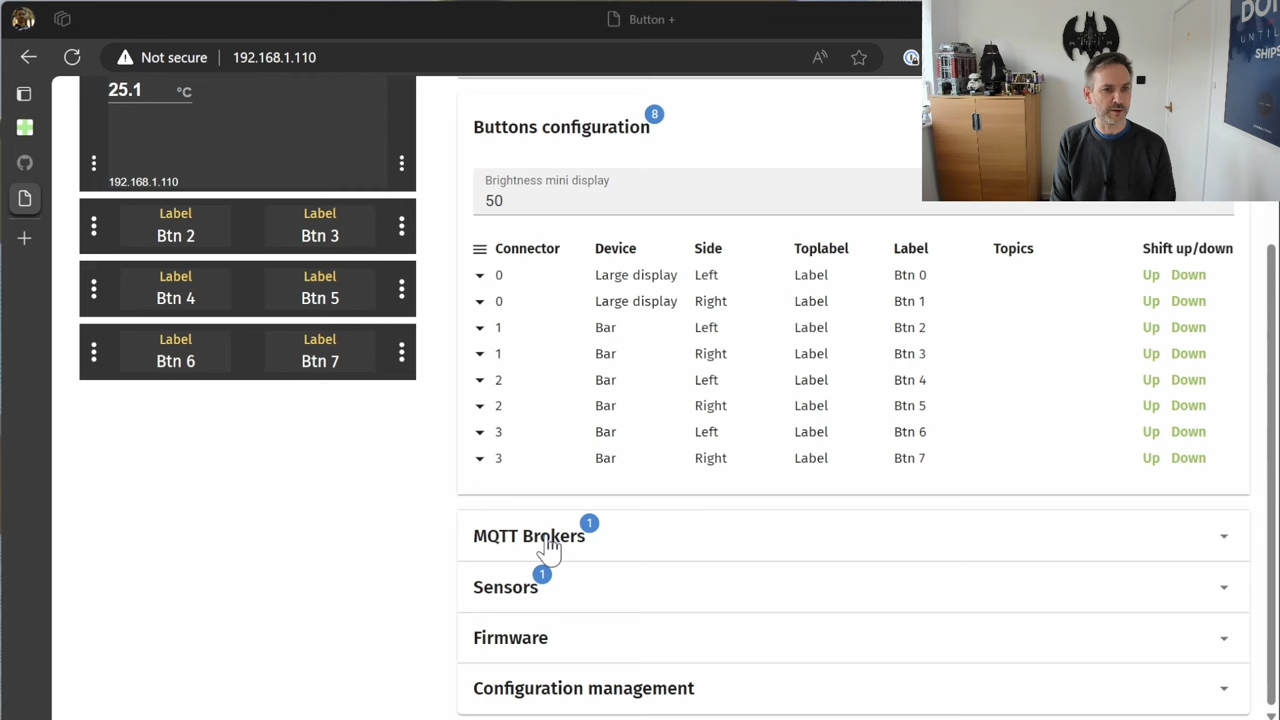 Button +
Not secure
192.168.1.110
25.1 °C
192.168.1.110
Label Label
Btn 2 Btn 3
Label Label
Btn 4 Btn 5
Label Label
Btn 6 Btn 7
Buttons configuration 8
Brightness mini display
50
Connector Device Side Toplabel Label Topics Shift up/down
0 Large display Left Label Btn 0 Up Down
0 Large display Right Label Btn 1 Up Down
1 Bar Left Label Btn 2 Up Down
1 Bar Right Label Btn 3 Up Down
2 Bar Left Label Btn 4 Up Down
2 Bar Right Label Btn 5 Up Down
3 Bar Left Label Btn 6 Up Down
3 Bar Right Label Btn 7 Up Down
MQTT Brokers 1
Sensors 1
Firmware
Configuration management
UNTIL
SHIPS